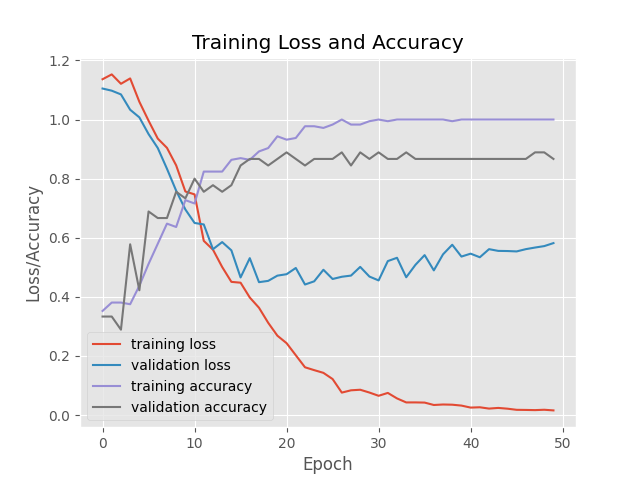 Training Loss and Accuracy
1.2
1.0
0.8
0.6
0.4
0.2
0.0
Loss/Accuracy
training loss
validation loss
training accuracy
validation accuracy
0 10 20 30 40 50
Epoch